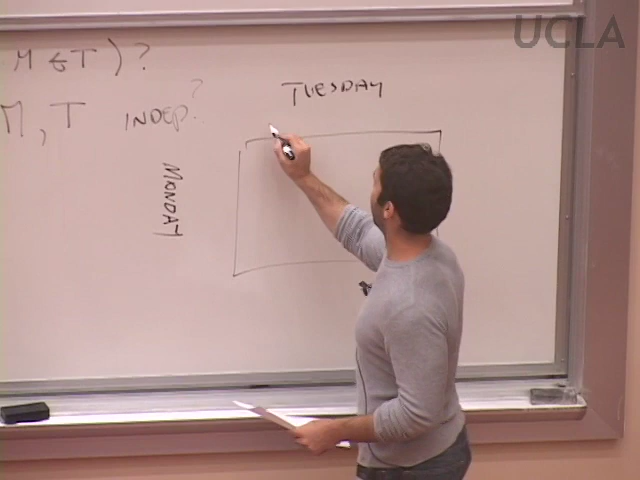 UCLA
M & T)?
M, T INDEP?
TUESDAY
MONDAY